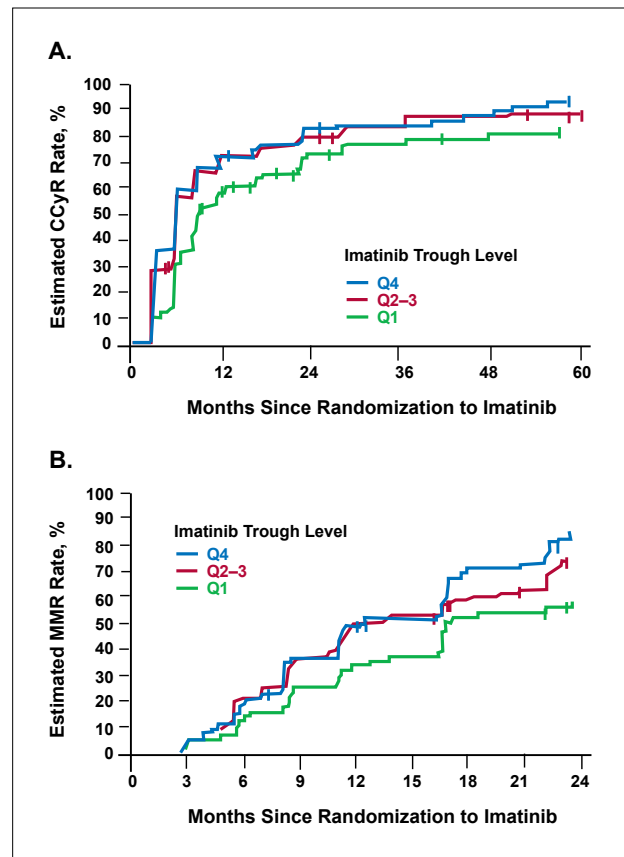 A.
Estimated CCyR Rate, %
100
90
80
70
60
50
40
30
20
10
0
Imatinib Trough Level
Q4
Q2–3
Q1
0 12 24 36 48 60
Months Since Randomization to Imatinib
B.
Estimated MMR Rate, %
100
90
80
70
60
50
40
30
20
10
0
Imatinib Trough Level
Q4
Q2–3
Q1
0 3 6 9 12 15 18 21 24
Months Since Randomization to Imatinib